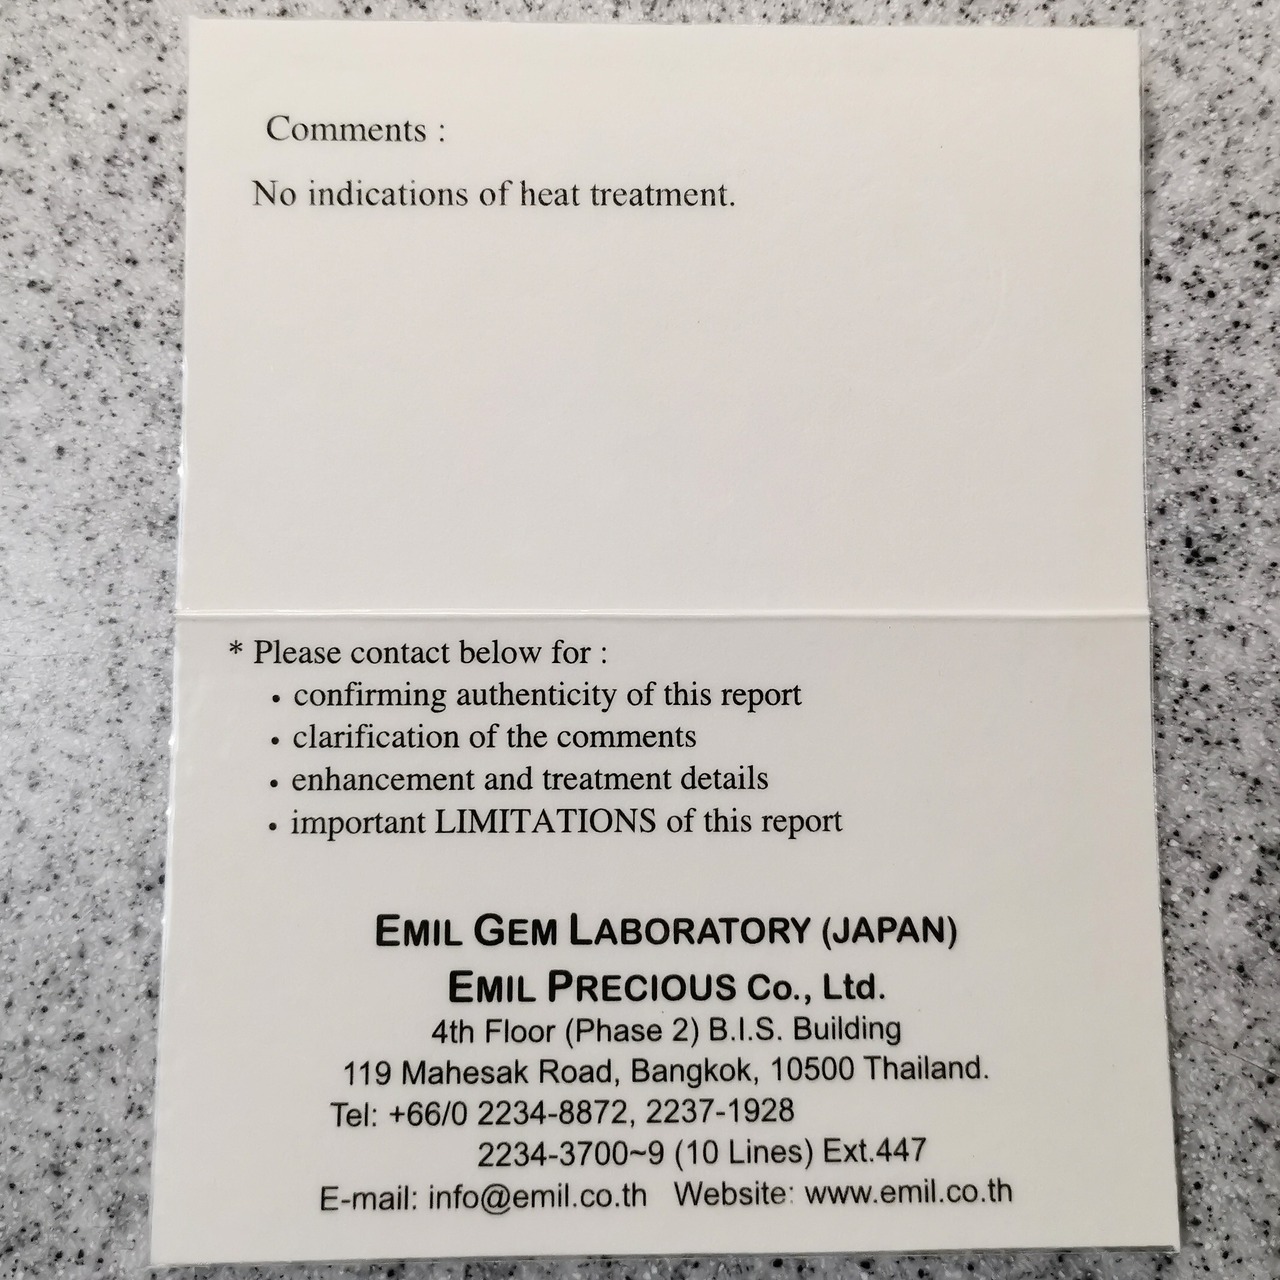 Comments :
No indications of heat treatment.
* Please contact below for :
• confirming authenticity of this report
• clarification of the comments
• enhancement and treatment details
• important LIMITATIONS of this report
EMIL GEM LABORATORY (JAPAN)
EMIL PRECIOUS Co., Ltd.
4th Floor (Phase 2) B.I.S. Building
119 Mahesak Road, Bangkok, 10500 Thailand.
Tel: +66/0 2234-8872, 2237-1928
2234-3700~9 (10 Lines) Ext.447
E-mail: info@emil.co.th Website: www.emil.co.th